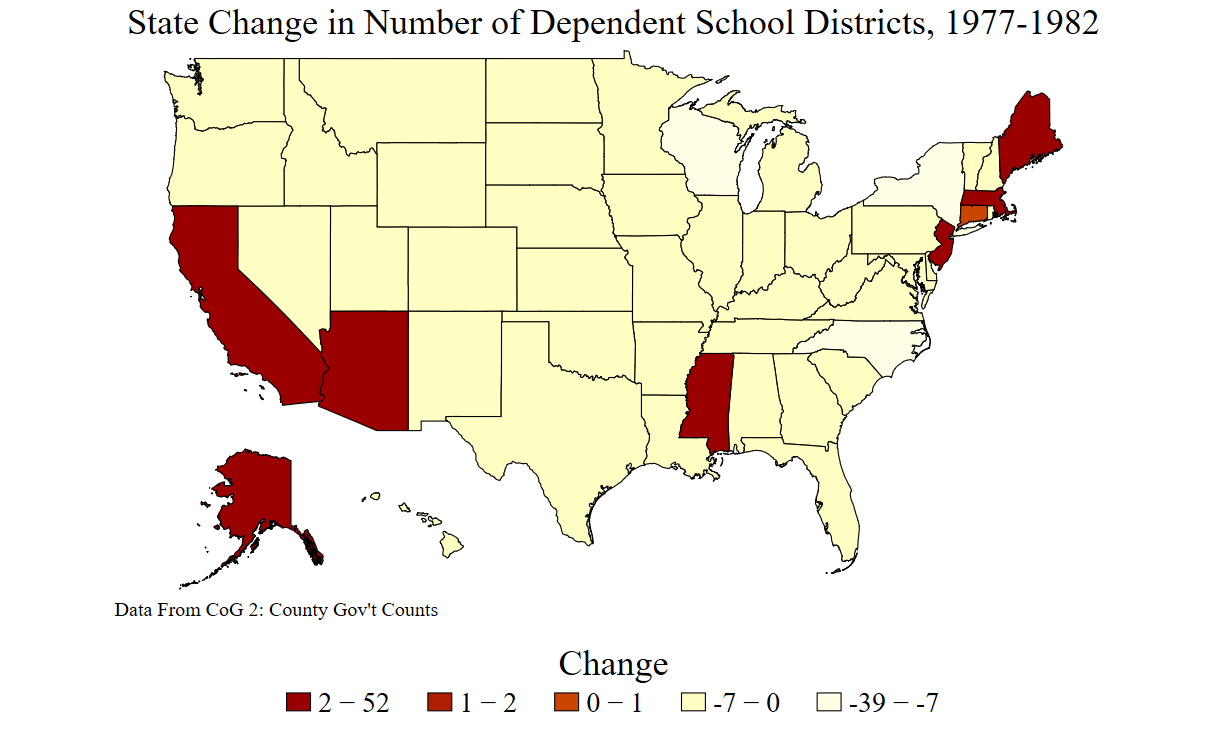 State Change in Number of Dependent School Districts, 1977-1982
Data From CoG 2: County Gov't Counts
Change
2 − 52 1 − 2 0 − 1 -7 − 0 -39 − -7